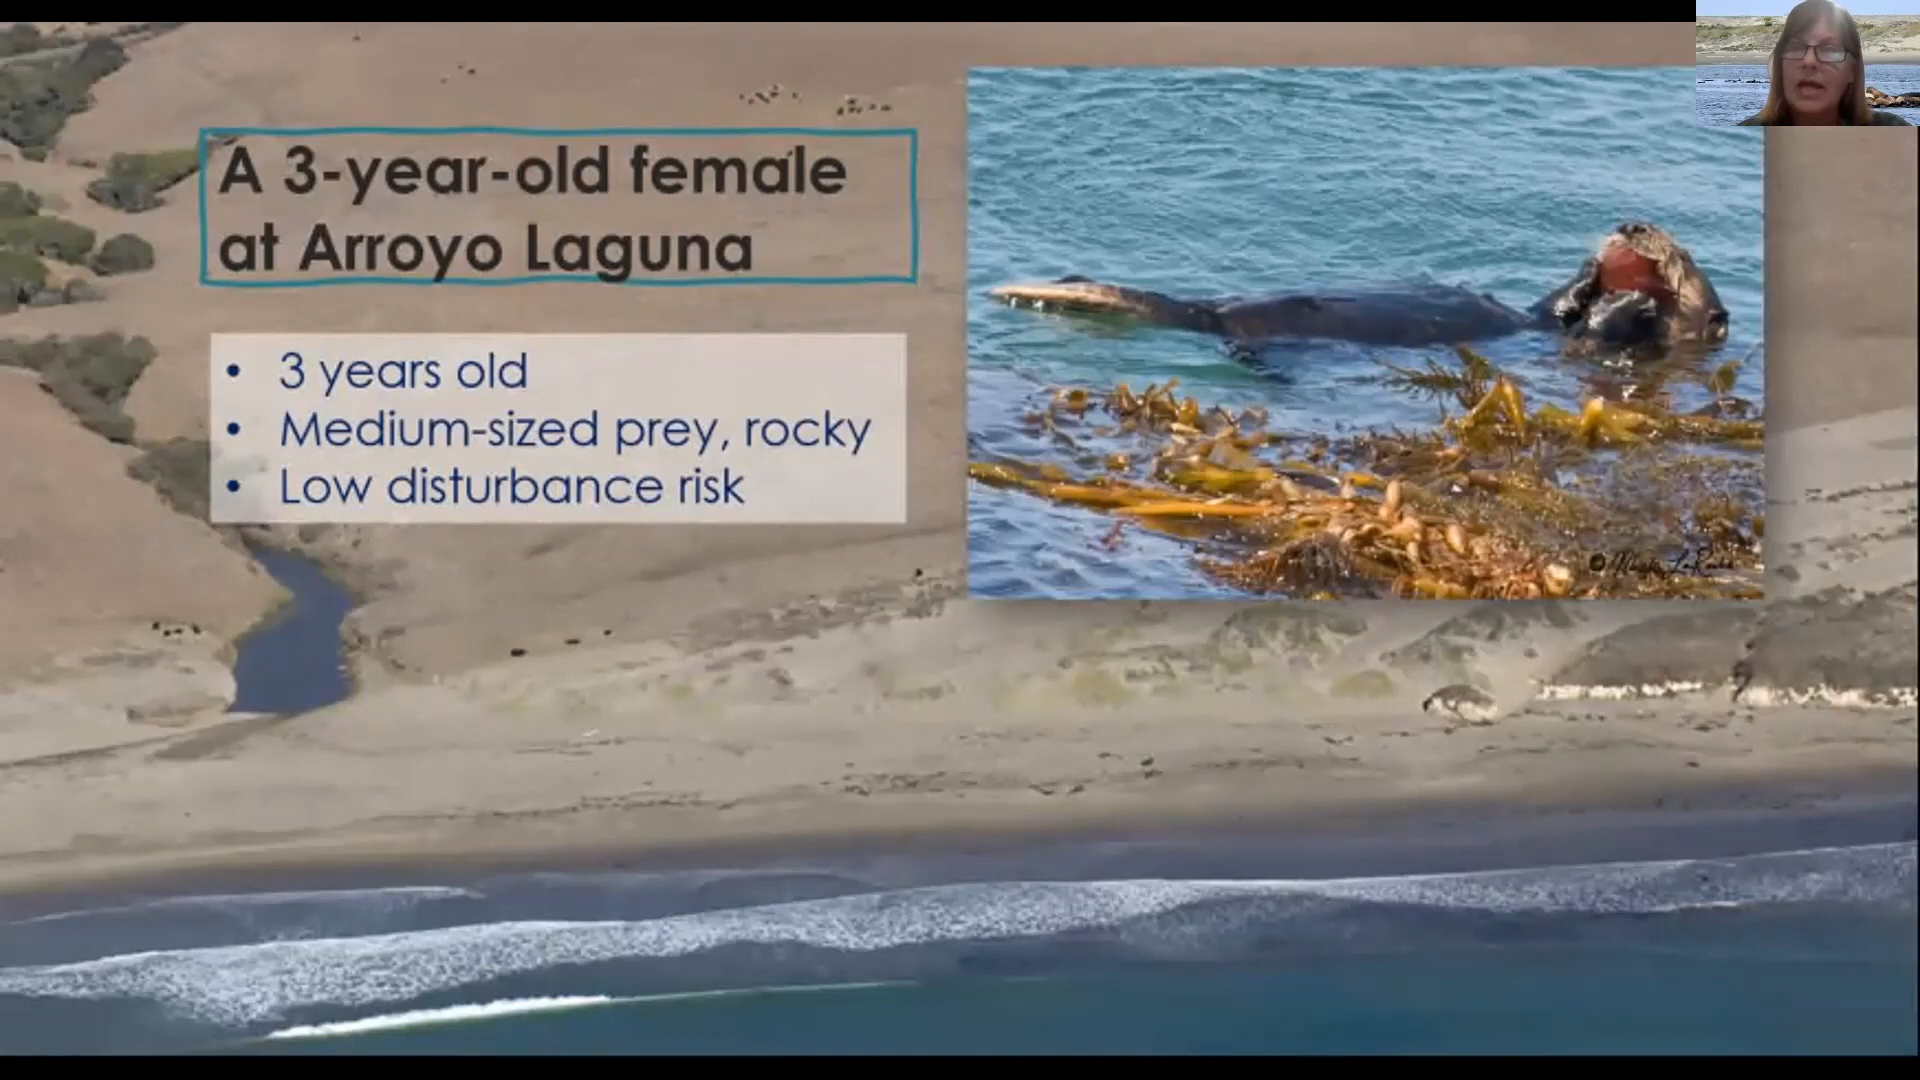 A 3-year-old female
at Arroyo Laguna
• 3 years old
• Medium-sized prey, rocky
• Low disturbance risk